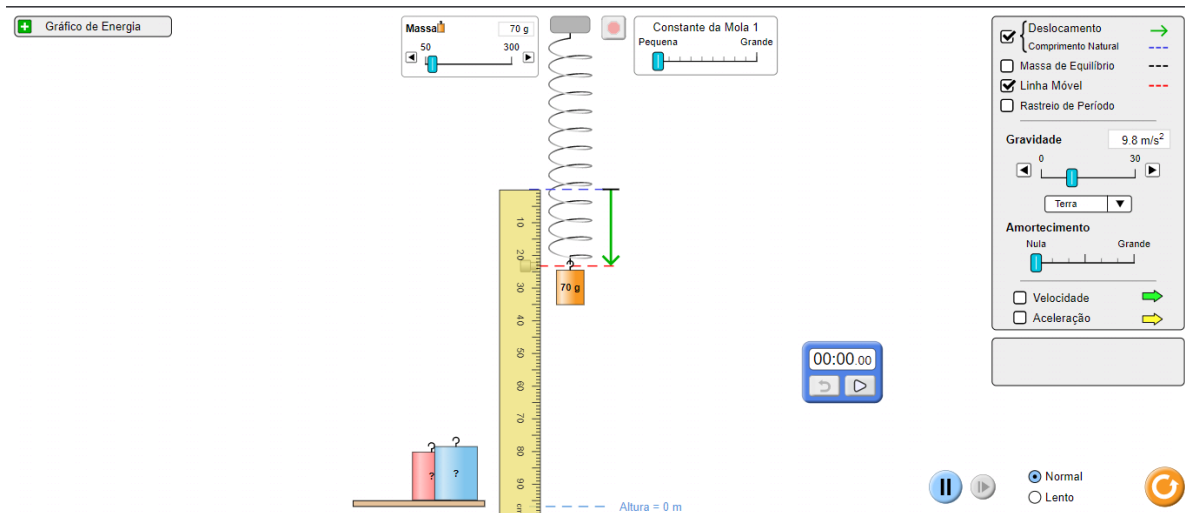 Gráfico de Energia
Massa
70 g
50
300
Constante da Mola 1
Pequena
Grande
Deslocamento
Comprimento Natural
Massa de Equilíbrio
Linha Móvel
Rastreio de Período
Gravidade
9.8 m/s²
0
30
Terra
Amortecimento
Nula
Grande
Velocidade
Aceleração
10
20
30
40
50
60
70
80
90
cm
70 g
?
?
?
?
00:00.00
Altura = 0 m
Normal
Lento